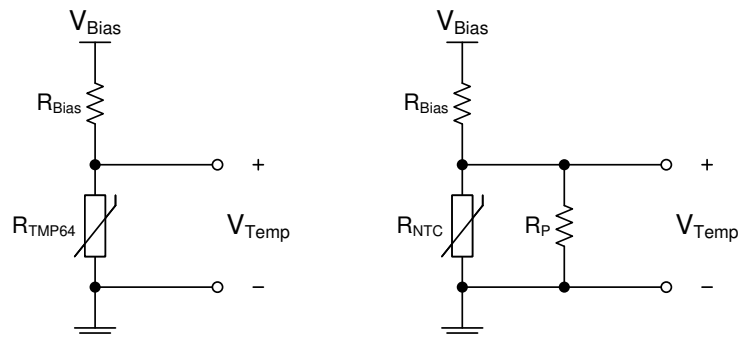 VBias
RBias
+
RTMP64
VTemp
−
VBias
RBias
+
RNTC
RP
VTemp
−